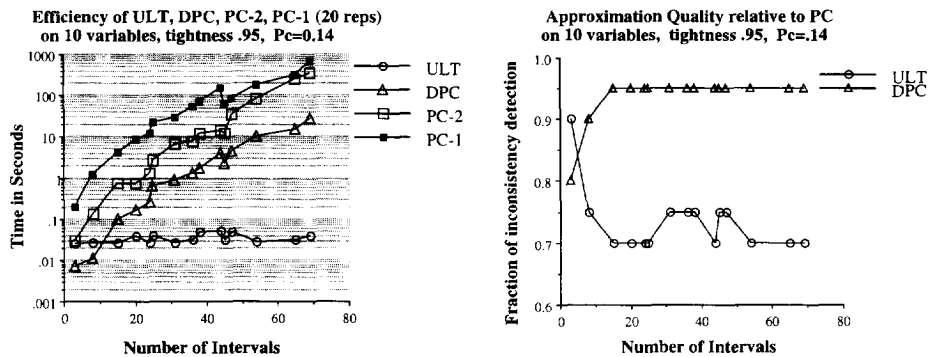 Efficiency of ULT, DPC, PC-2, PC-1 (20 reps)
on 10 variables, tightness .95, Pc=0.14
1000
100
10
1
.1
.01
.001
0
20
40
60
80
Time in Seconds
Number of Intervals
ULT
DPC
PC-2
PC-1
Approximation Quality relative to PC
on 10 variables, tightness .95, Pc=.14
1.0
0.9
0.8
0.7
0.6
0
20
40
60
80
Fraction of inconsistency detection
Number of Intervals
ULT
DPC